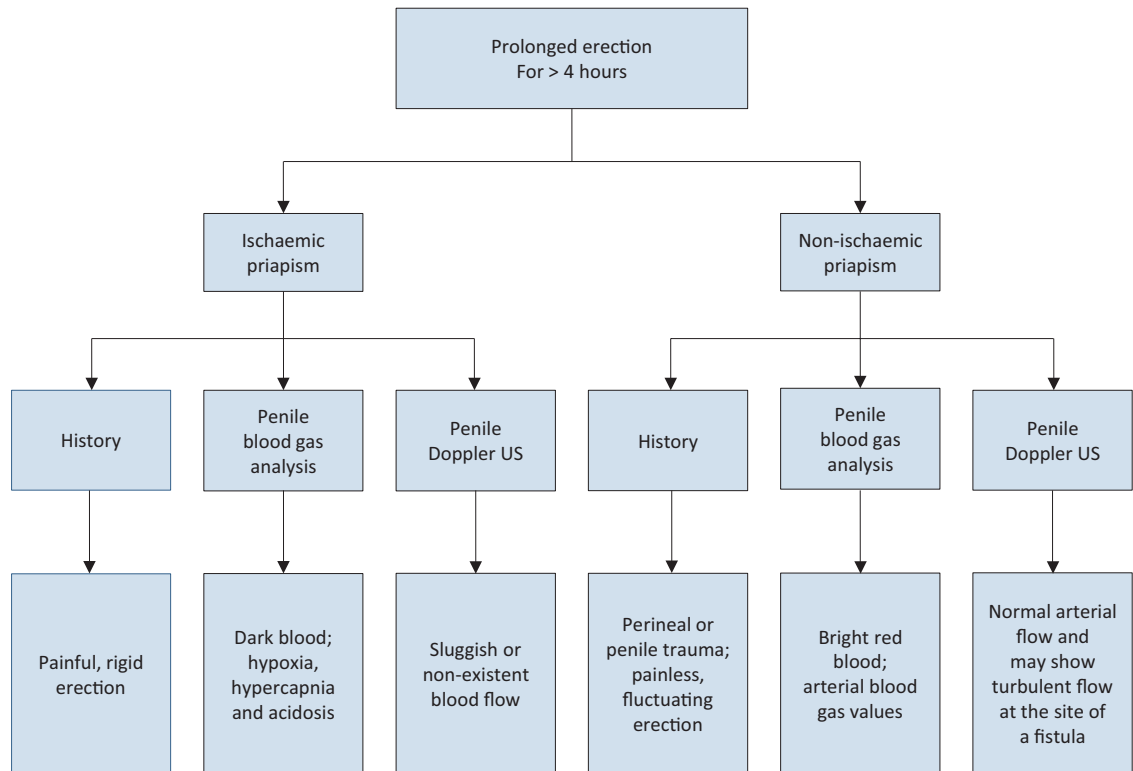 Prolonged erection
For > 4 hours
Ischaemic
priapism
Non-ischaemic
priapism
History
Penile
blood gas
analysis
Penile
Doppler US
History
Penile
blood gas
analysis
Penile
Doppler US
Painful, rigid
erection
Dark blood;
hypoxia,
hypercapnia
and acidosis
Sluggish or
non-existent
blood flow
Perineal or
penile trauma;
painless,
fluctuating
erection
Bright red
blood;
arterial blood
gas values
Normal arterial
flow and
may show
turbulent flow
at the site of
a fistula